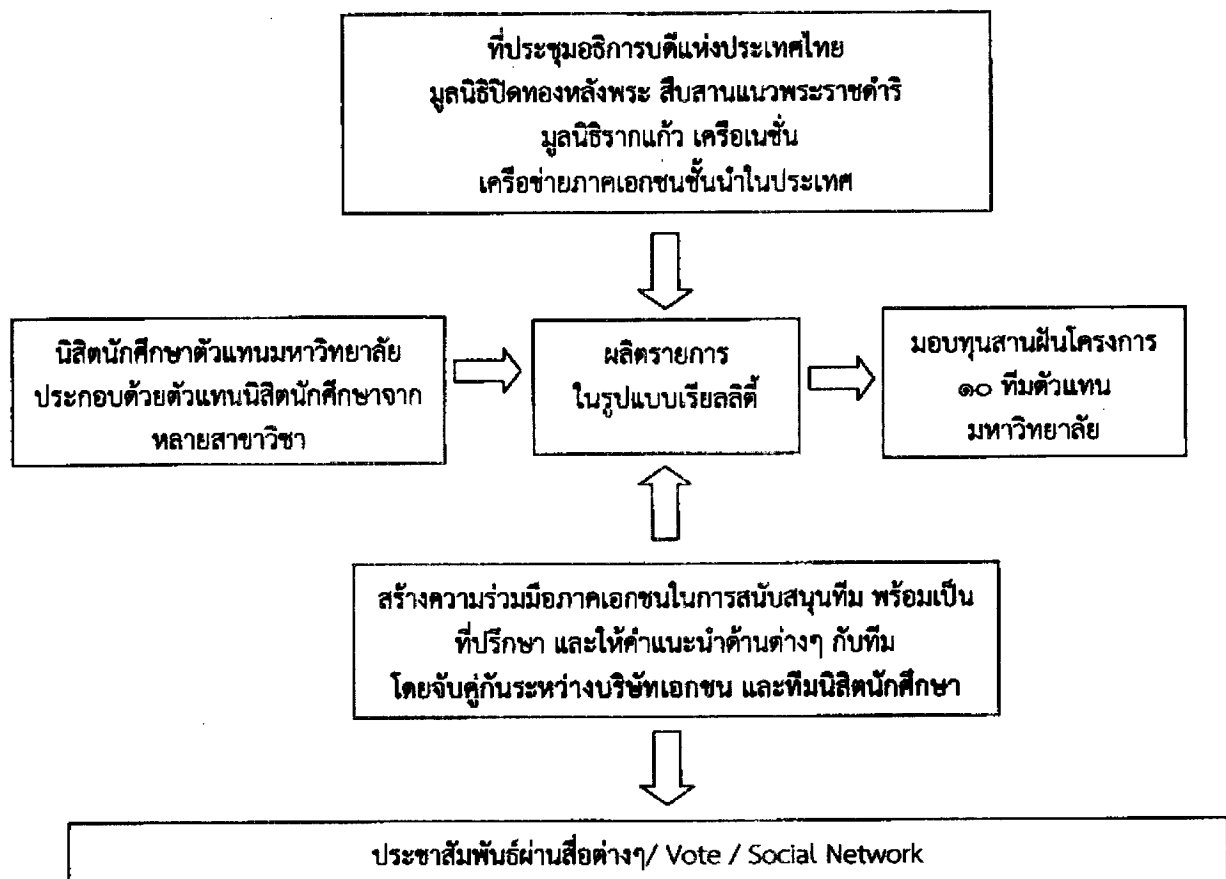 ที่ประชุมอธิการบดีแห่งประเทศไทย
มูลนิธิปิดทองหลังพระ สืบสานแนวพระราชดำริ
มูลนิธิรากแก้ว เครือเนชั่น
เครือข่ายภาคเอกชนชั้นนำในประเทศ
นิสิตนักศึกษาตัวแทนมหาวิทยาลัย
ประกอบด้วยตัวแทนนิสิตนักศึกษาจาก
หลายสาขาวิชา
ผลิตรายการ
ในรูปแบบเรียลลิตี้
มอบทุนสานฝันโครงการ
๑๐ ทีมตัวแทน
มหาวิทยาลัย
สร้างความร่วมมือภาคเอกชนในการสนับสนุนทีม พร้อมเป็น
ที่ปรึกษา และให้คำแนะนำด้านต่างๆ กับทีม
โดยจับคู่กันระหว่างบริษัทเอกชน และทีมนิสิตนักศึกษา
ประชาสัมพันธ์ผ่านสื่อต่างๆ/ Vote / Social Network